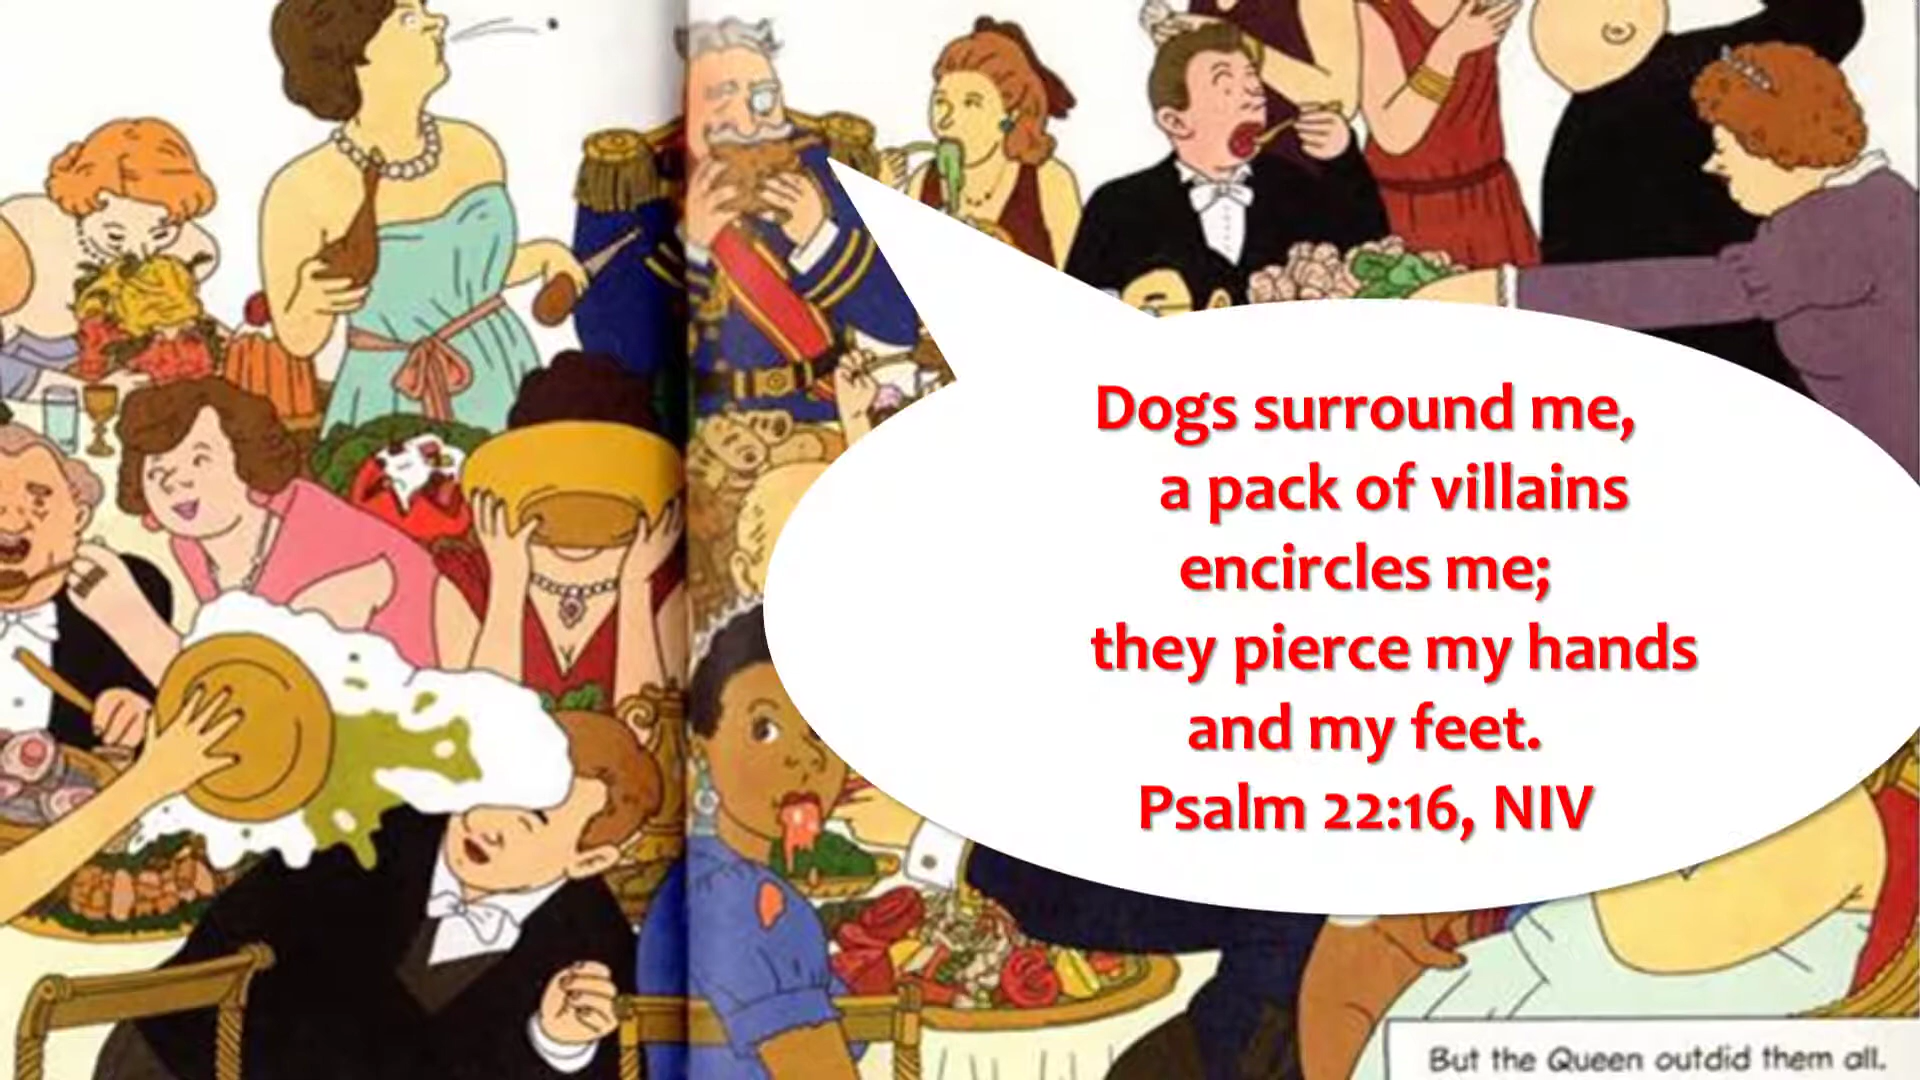 Dogs surround me,
a pack of villains
encircles me;
they pierce my hands
and my feet.
Psalm 22:16, NIV
But the Queen outdid them all.